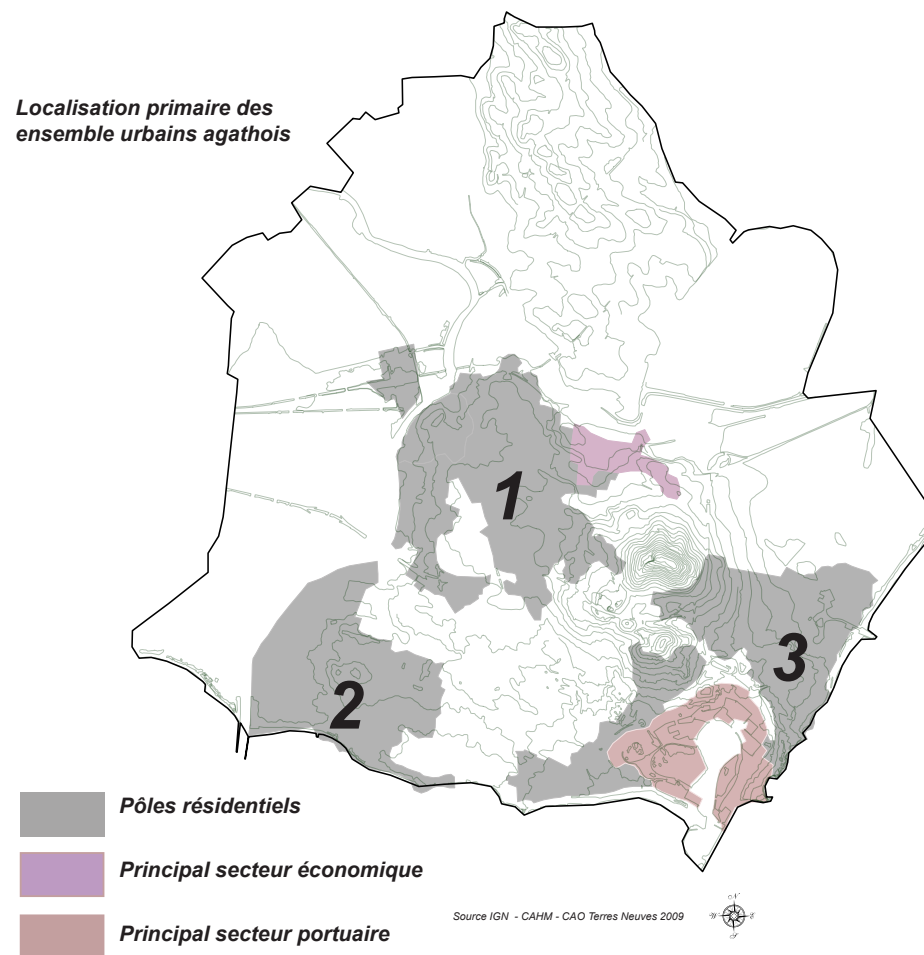 Localisation primaire des
ensemble urbains agathois
1
2
3
Pôles résidentiels
Principal secteur économique
Principal secteur portuaire
Source IGN - CAHM - CAO Terres Neuves 2009
N
W
E
S